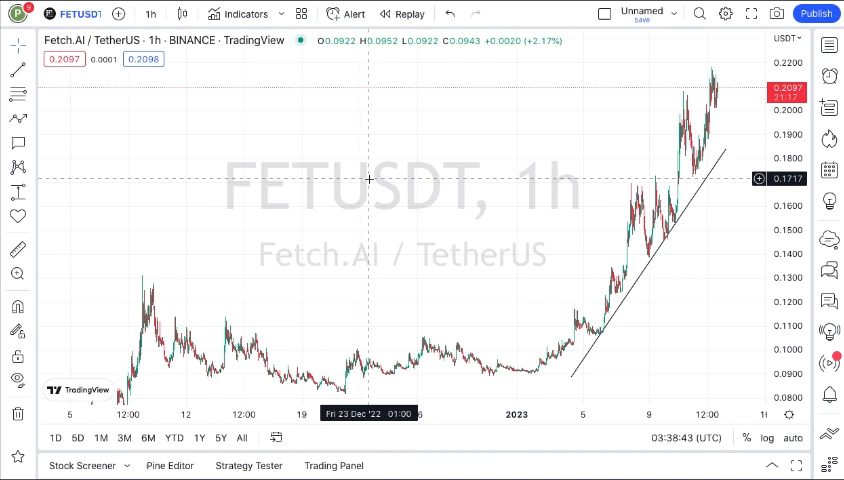 P 9 FETUSDT 1h Indicators Alert Replay Unnamed Save Publish
Fetch.AI / TetherUS · 1h · BINANCE · TradingView O0.0922 H0.0952 L0.0922 C0.0943 +0.0020 (+2.17%) USDT
2.2097 0.0001 0.2098
0.2200
0.2097
21:17
0.2000
0.1900
0.1800
FETUSDT, 1h
0.1717
0.1600
0.1500
Fetch.AI / TetherUS
0.1400
0.1300
0.1200
0.1100
0.1000
0.0900
TradingView
0.0800
5 12:00 12 12:00 19 Fri 23 Dec '22 01:00 6 2023 5 9 12:00 16
1D 5D 1M 3M 6M YTD 1Y 5Y All 03:38:43 (UTC) % log auto
Stock Screener Pine Editor Strategy Tester Trading Panel